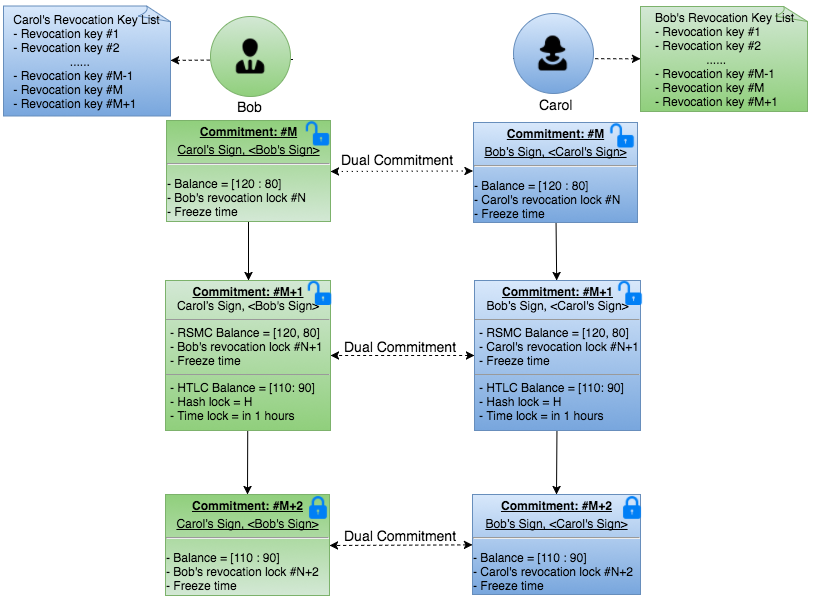 Carol's Revocation Key List
- Revocation key #1
- Revocation key #2
......
- Revocation key #M-1
- Revocation key #M
- Revocation key #M+1
Bob
Carol
Bob's Revocation Key List
- Revocation key #1
- Revocation key #2
......
- Revocation key #M-1
- Revocation key #M
- Revocation key #M+1
Commitment: #M
Carol's Sign, <Bob's Sign>
- Balance = [120 : 80]
- Bob's revocation lock #N
- Freeze time
Dual Commitment
Commitment: #M
Bob's Sign, <Carol's Sign>
- Balance = [120 : 80]
- Carol's revocation lock #N
- Freeze time
Commitment: #M+1
Carol's Sign, <Bob's Sign>
- RSMC Balance = [120, 80]
- Bob's revocation lock #N+1
- Freeze time
- HTLC Balance = [110: 90]
- Hash lock = H
- Time lock = in 1 hours
Dual Commitment
Commitment: #M+1
Bob's Sign, <Carol's Sign>
- RSMC Balance = [120, 80]
- Carol's revocation lock #N+1
- Freeze time
- HTLC Balance = [110: 90]
- Hash lock = H
- Time lock = in 1 hours
Commitment: #M+2
Carol's Sign, <Bob's Sign>
- Balance = [110 : 90]
- Bob's revocation lock #N+2
- Freeze time
Dual Commitment
Commitment: #M+2
Bob's Sign, <Carol's Sign>
- Balance = [110 : 90]
- Carol's revocation lock #N+2
- Freeze time